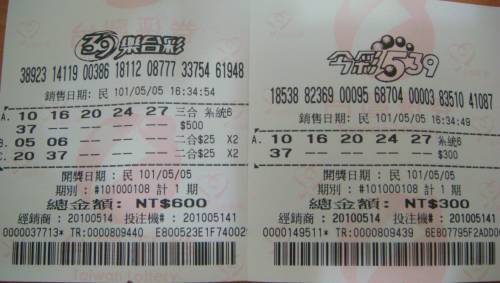 39樂合彩
38923 14119 00386 18112 08777 33754 61948
銷售日期: 民 101/05/05 16:34:54
A. 10 16 20 24 27 三合 系統6
37 -- -- -- -- $500
B. 05 06 -- -- -- 二合$25 X2
C. 20 37 -- -- -- 二合$25 X2
開獎日期: 民 101/05/05
期別: #101000108 計 1 期
總金額: NT$600
經銷商: 20100514 投注機# 201005141
0000037713* TR:0000809440 E800523E1F740002
Taiwan Lottery
今彩539
18538 82369 00095 68704 00003 83510 41087
銷售日期: 民 101/05/05 16:34:49
A. 10 16 20 24 27 系統6
37 -- -- -- -- $300
開獎日期: 民 101/05/05
期別: #101000108 計 1 期
總金額: NT$300
經銷商: 20100514 投注機# 201005141
0000149511* TR:0000809439 6E807795F2AD00